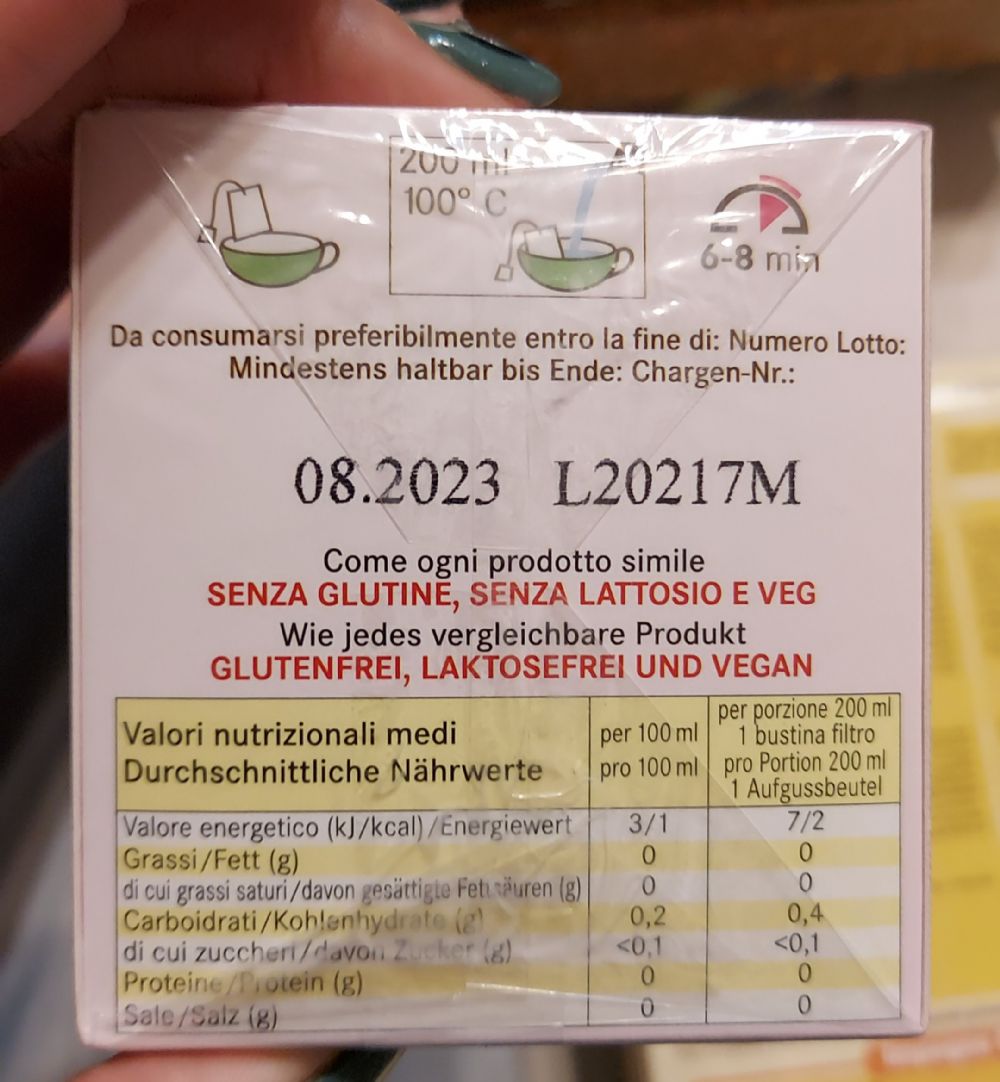 200 ml
100° C
6-8 min
Da consumarsi preferibilmente entro la fine di: Numero Lotto:
Mindestens haltbar bis Ende: Chargen-Nr.:
08.2023 L20217M
Come ogni prodotto simile
SENZA GLUTINE, SENZA LATTOSIO E VEG
Wie jedes vergleichbare Produkt
GLUTENFREI, LAKTOSEFREI UND VEGAN
Valori nutrizionali medi
Durchschnittliche Nährwerte
per 100 ml
pro 100 ml
per porzione 200 ml
1 bustina filtro
pro Portion 200 ml
1 Aufgussbeutel
Valore energetico (kJ/kcal)/Energiewert 3/1 7/2
Grassi/Fett (g) 0 0
di cui grassi saturi/davon gesättigte Fettsäuren (g) 0 0
Carboidrati/Kohlenhydrate (g) 0,2 0,4
di cui zuccheri/davon Zucker (g) <0,1 <0,1
Proteine/Protein (g) 0 0
Sale/Salz (g) 0 0